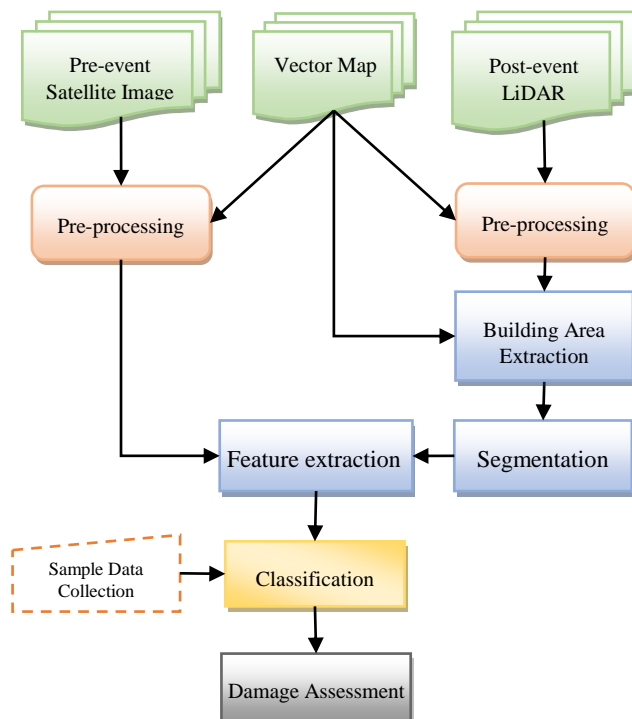 Pre-event
Satellite Image
Vector Map
Post-event
LiDAR
Pre-processing
Pre-processing
Building Area
Extraction
Feature extraction
Segmentation
Sample Data
Collection
Classification
Damage Assessment